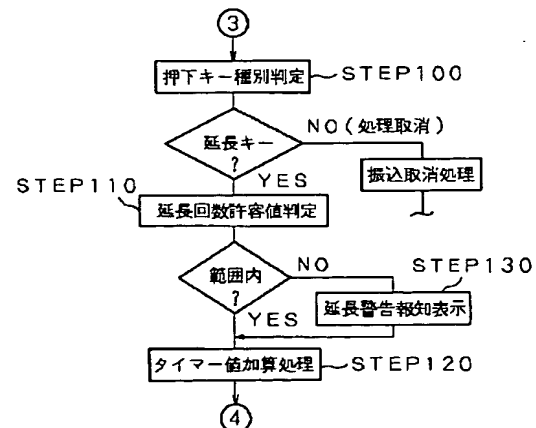 ③
押下キー種別判定
STEP100
延長キー
?
NO(処理取消)
YES
振込取消処理
STEP110
延長回数許容値判定
範囲内
?
NO
STEP130
延長警告報知表示
YES
タイマー値加算処理
STEP120
④